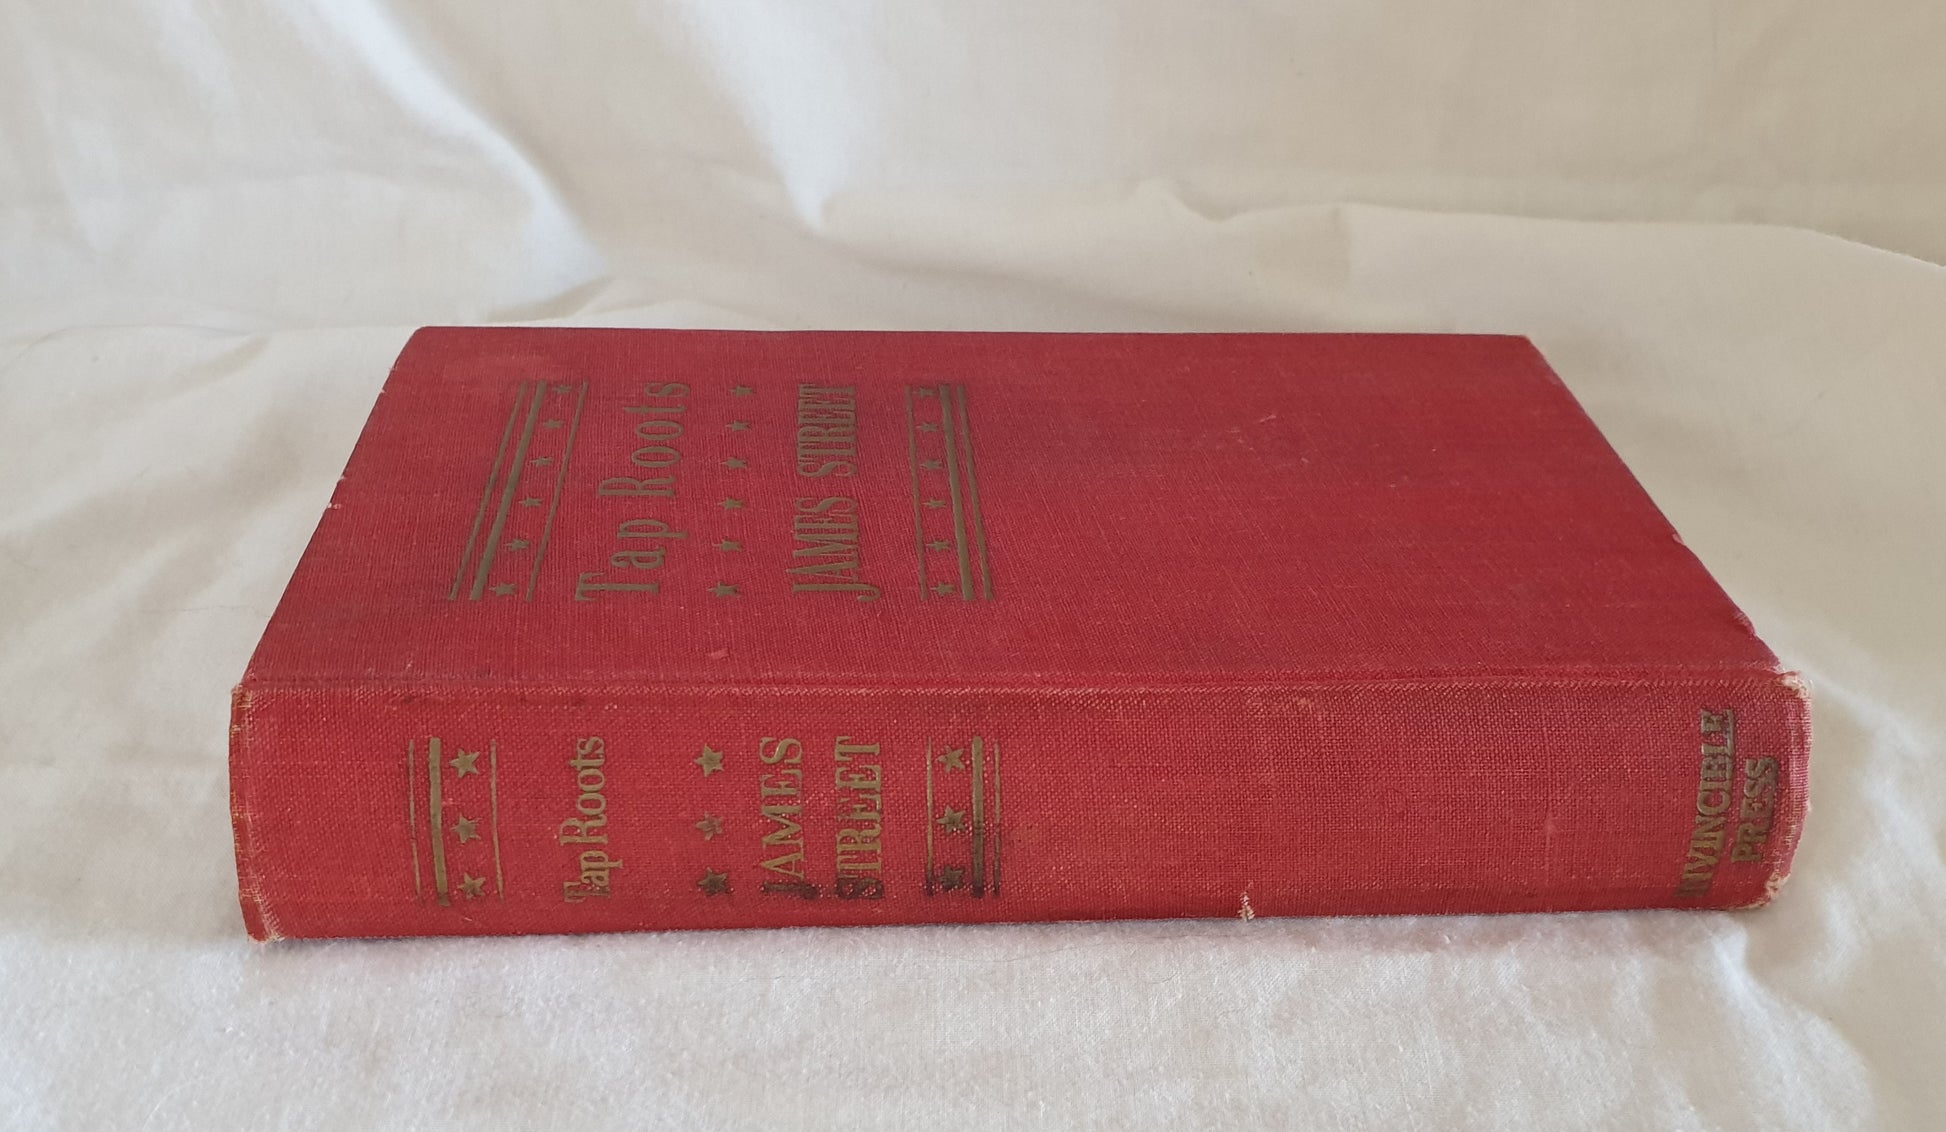 Tap Roots
JAMES STREET
Tap Roots
JAMES
STREET
INVINCIBLE
PRESS